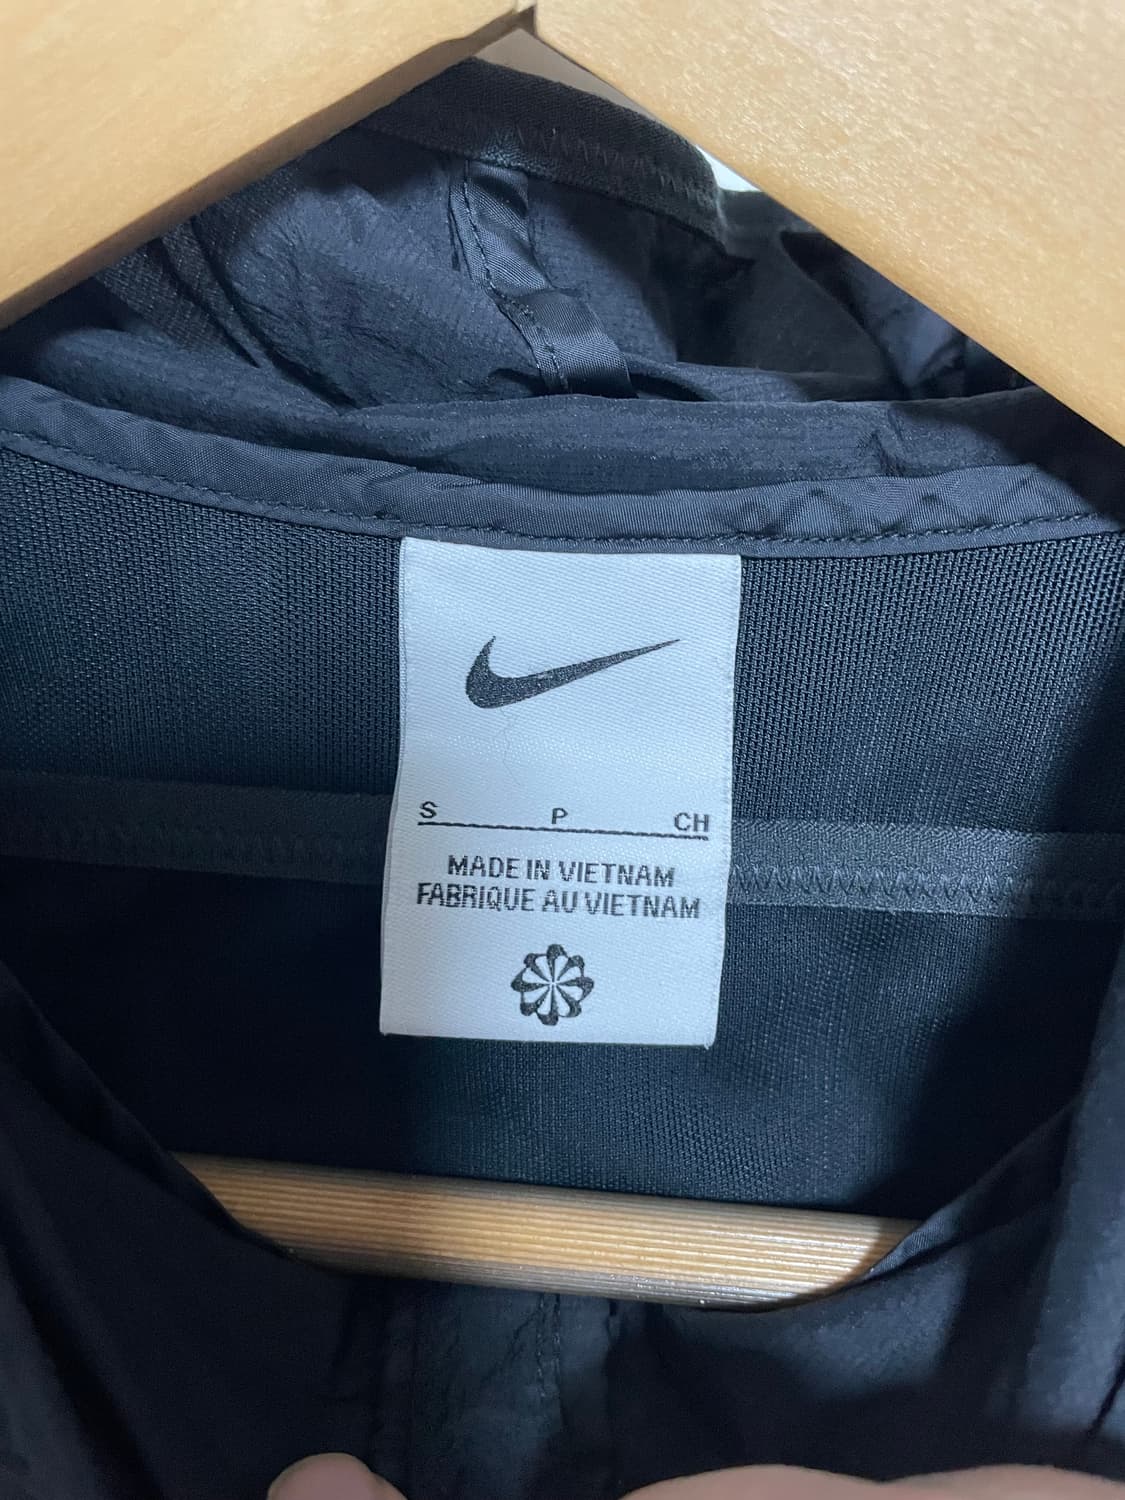 S P CH
MADE IN VIETNAM
FABRIQUE AU VIETNAM